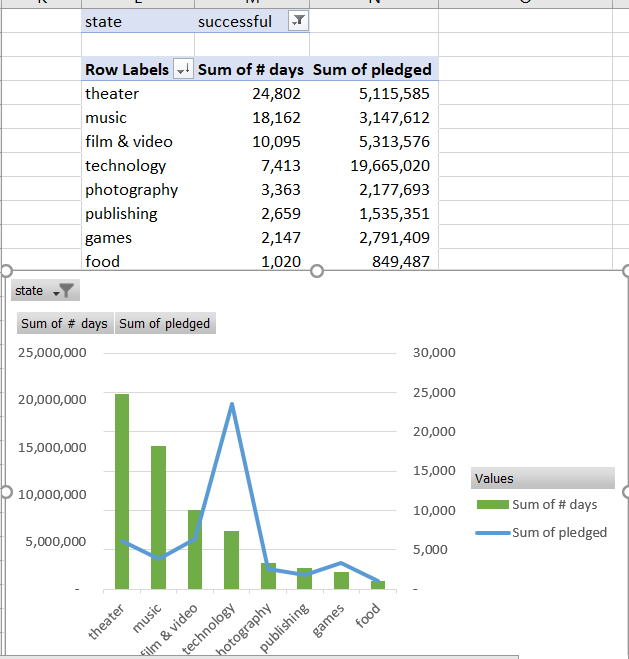 state successful
Row Labels Sum of # days Sum of pledged
theater 24,802 5,115,585
music 18,162 3,147,612
film & video 10,095 5,313,576
technology 7,413 19,665,020
photography 3,363 2,177,693
publishing 2,659 1,535,351
games 2,147 2,791,409
food 1,020 849,487
state
Sum of # days Sum of pledged
25,000,000
20,000,000
15,000,000
10,000,000
5,000,000
-
30,000
25,000
20,000
15,000
10,000
5,000
-
theater
music
film & video
technology
hotography
publishing
games
food
Values
Sum of # days
Sum of pledged